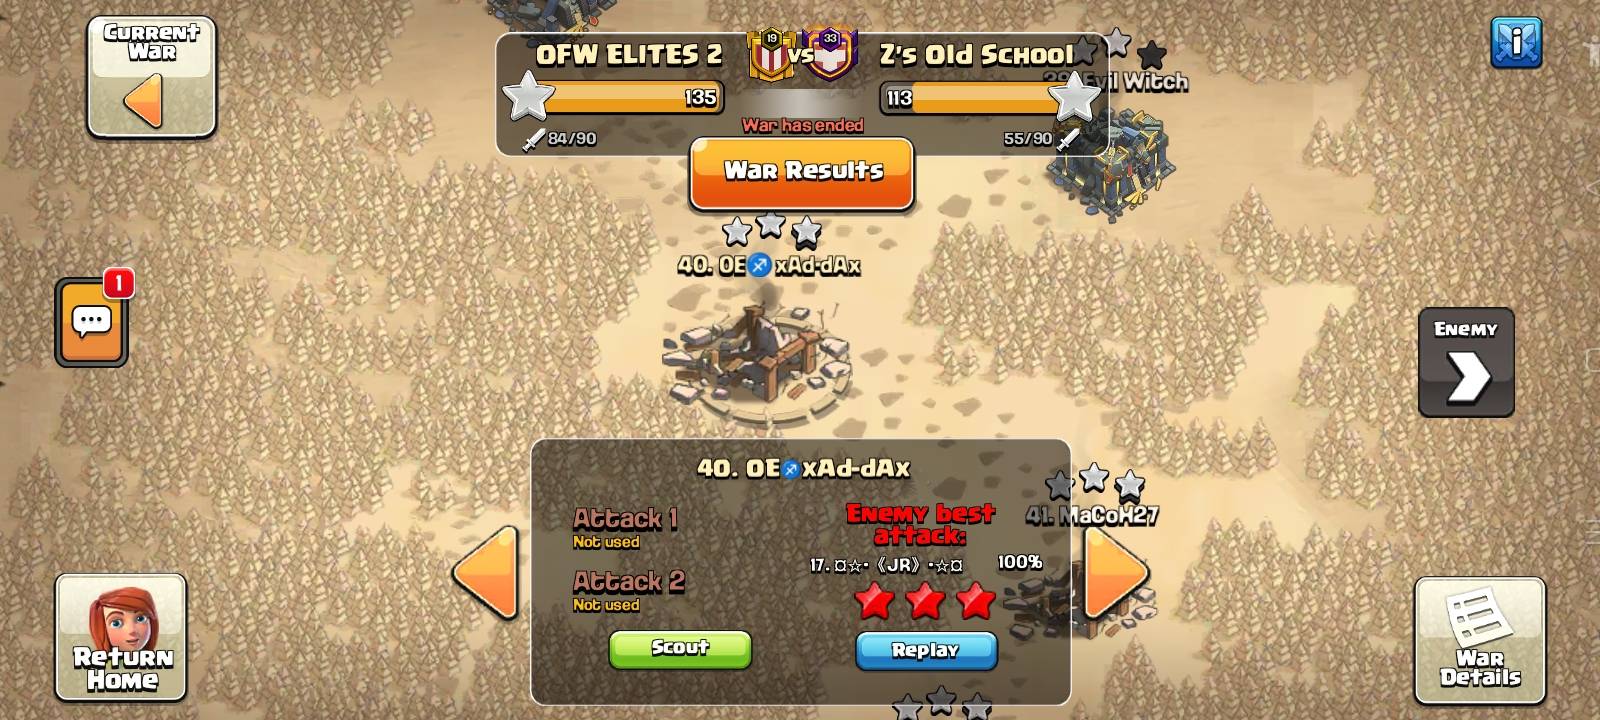 Current
War
OFW ELITES 2
19
vs
33
Z's Old School
135
113
84/90
War has ended
55/90
War Results
Evil Witch
40. OE♐xAd-dAx
1
Enemy
40. OE♐xAd-dAx
Attack 1
Not used
Attack 2
Not used
Enemy best
attack:
17. ¤☆•《JR》•☆¤
100%
41. MaCoH27
Scout
Replay
Return
Home
War
Details